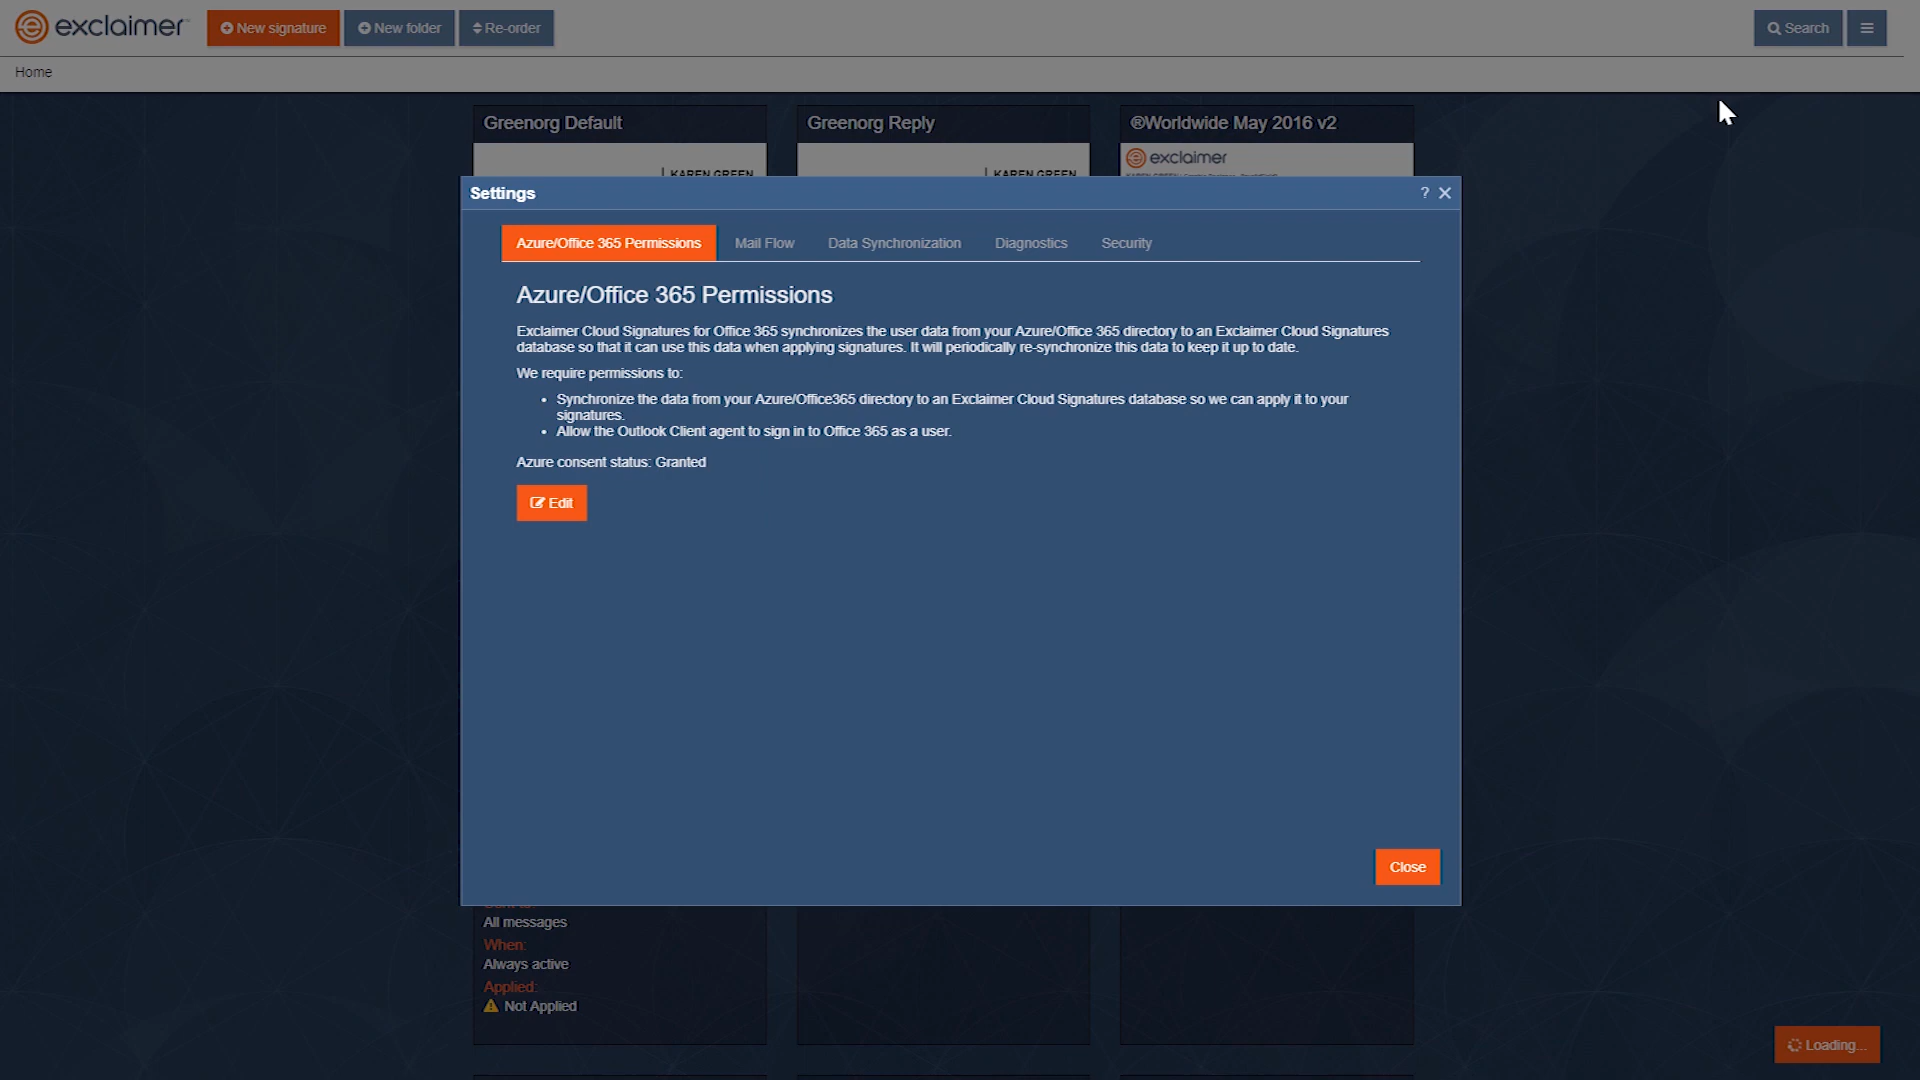 exclaimer
New signature
New folder
Re-order
Search
Home
Greenorg Default
Greenorg Reply
®Worldwide May 2016 v2
KAREN GREEN
KAREN GREEN
exclaimer
Settings
?
Azure/Office 365 Permissions
Mail Flow
Data Synchronization
Diagnostics
Security
Azure/Office 365 Permissions
Exclaimer Cloud Signatures for Office 365 synchronizes the user data from your Azure/Office 365 directory to an Exclaimer Cloud Signatures
database so that it can use this data when applying signatures. It will periodically re-synchronize this data to keep it up to date.
We require permissions to:
• Synchronize the data from your Azure/Office365 directory to an Exclaimer Cloud Signatures database so we can apply it to your
signatures.
• Allow the Outlook Client agent to sign in to Office 365 as a user.
Azure consent status: Granted
Edit
Close
All messages
When:
Always active
Applied:
Not Applied
Loading...